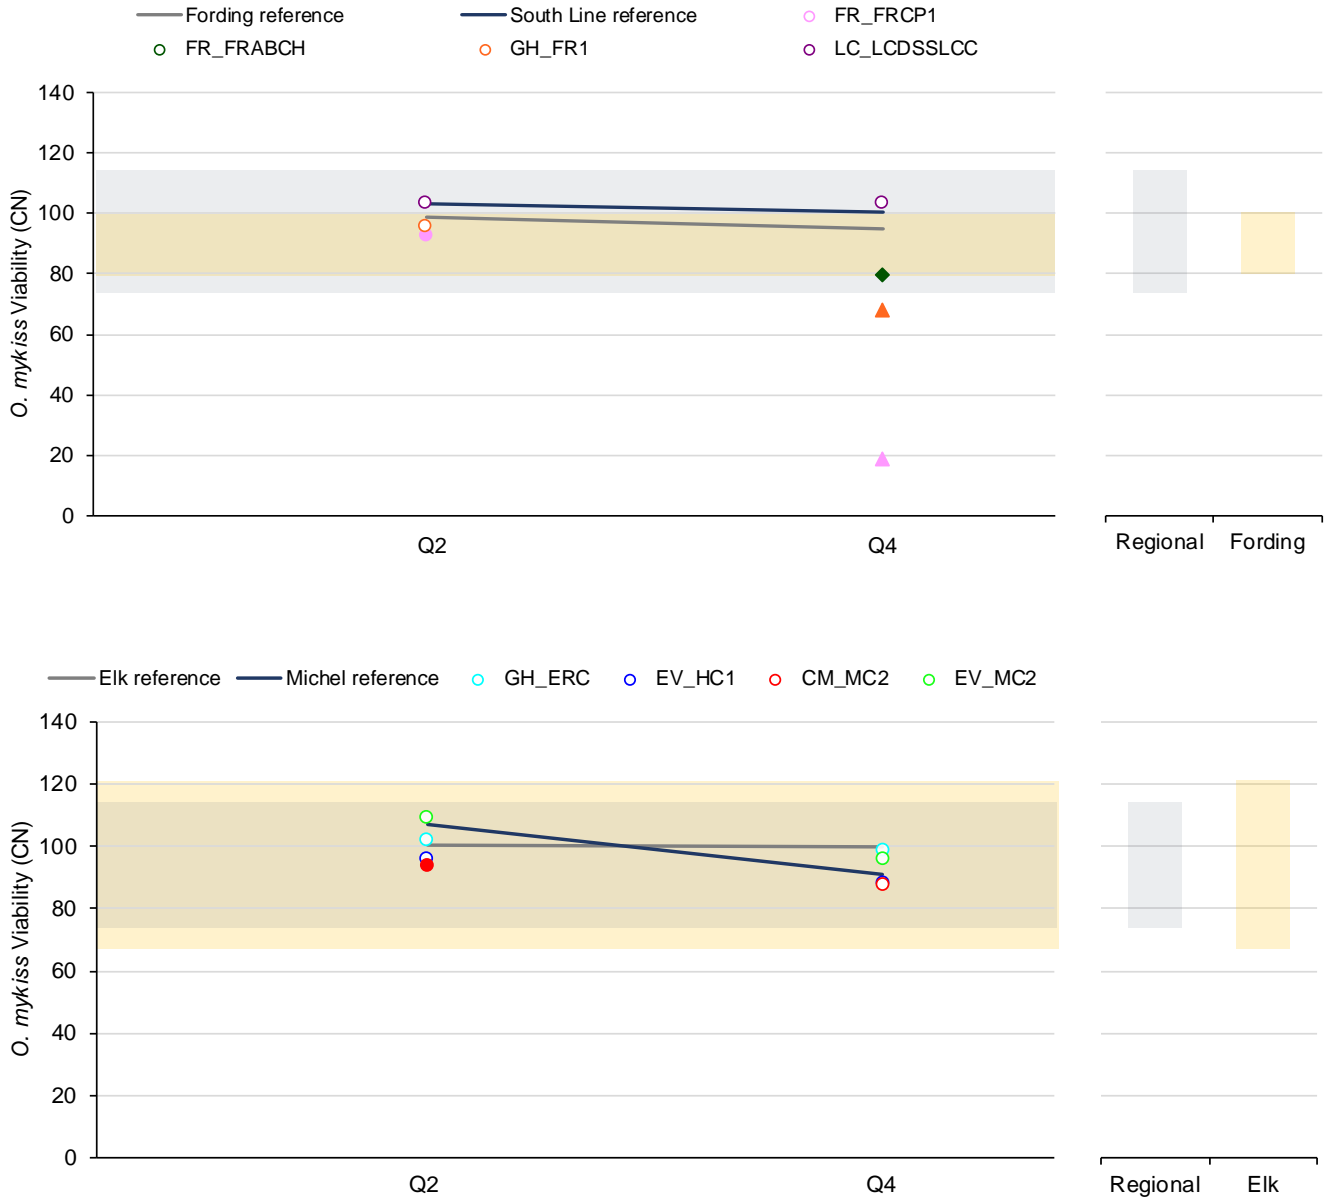 Fording reference South Line reference FR_FRCP1
FR_FRABCH GH_FR1 LC_LCDSSLCC
140
120
100
80
60
40
20
0
O. mykiss Viability (CN)
Q2 Q4 Regional Fording
Elk reference Michel reference GH_ERC EV_HC1 CM_MC2 EV_MC2
140
120
100
80
60
40
20
0
O. mykiss Viability (CN)
Q2 Q4 Regional Elk